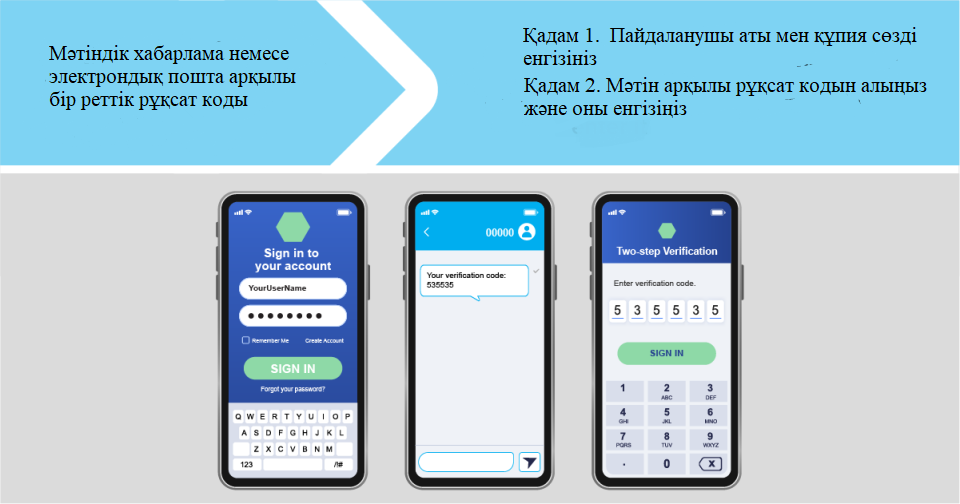 Мәтіндік хабарлама немесе
электрондық пошта арқылы
бір реттік рұқсат коды
Қадам 1. Пайдаланушы аты мен құпия сөзді
енгізініз
Қадам 2. Мәтін арқылы рұқсат кодын алыңыз
және оны енгізіңіз
Sign in to
your account
YourUserName
Remember Me Create Account
SIGN IN
Forgot your password?
Q W E R T Y U I O P
A S D F G H J K L
Z X C V B N M
123 /!#
00000
Your verification code:
535535
Two-step Verification
Enter verification code.
5 3 5 5 3 5
SIGN IN
1 2 3
ABC DEF
4 5 6
GHI JKL MNO
7 8 9
PQRS TUV WXYZ
. 0 X